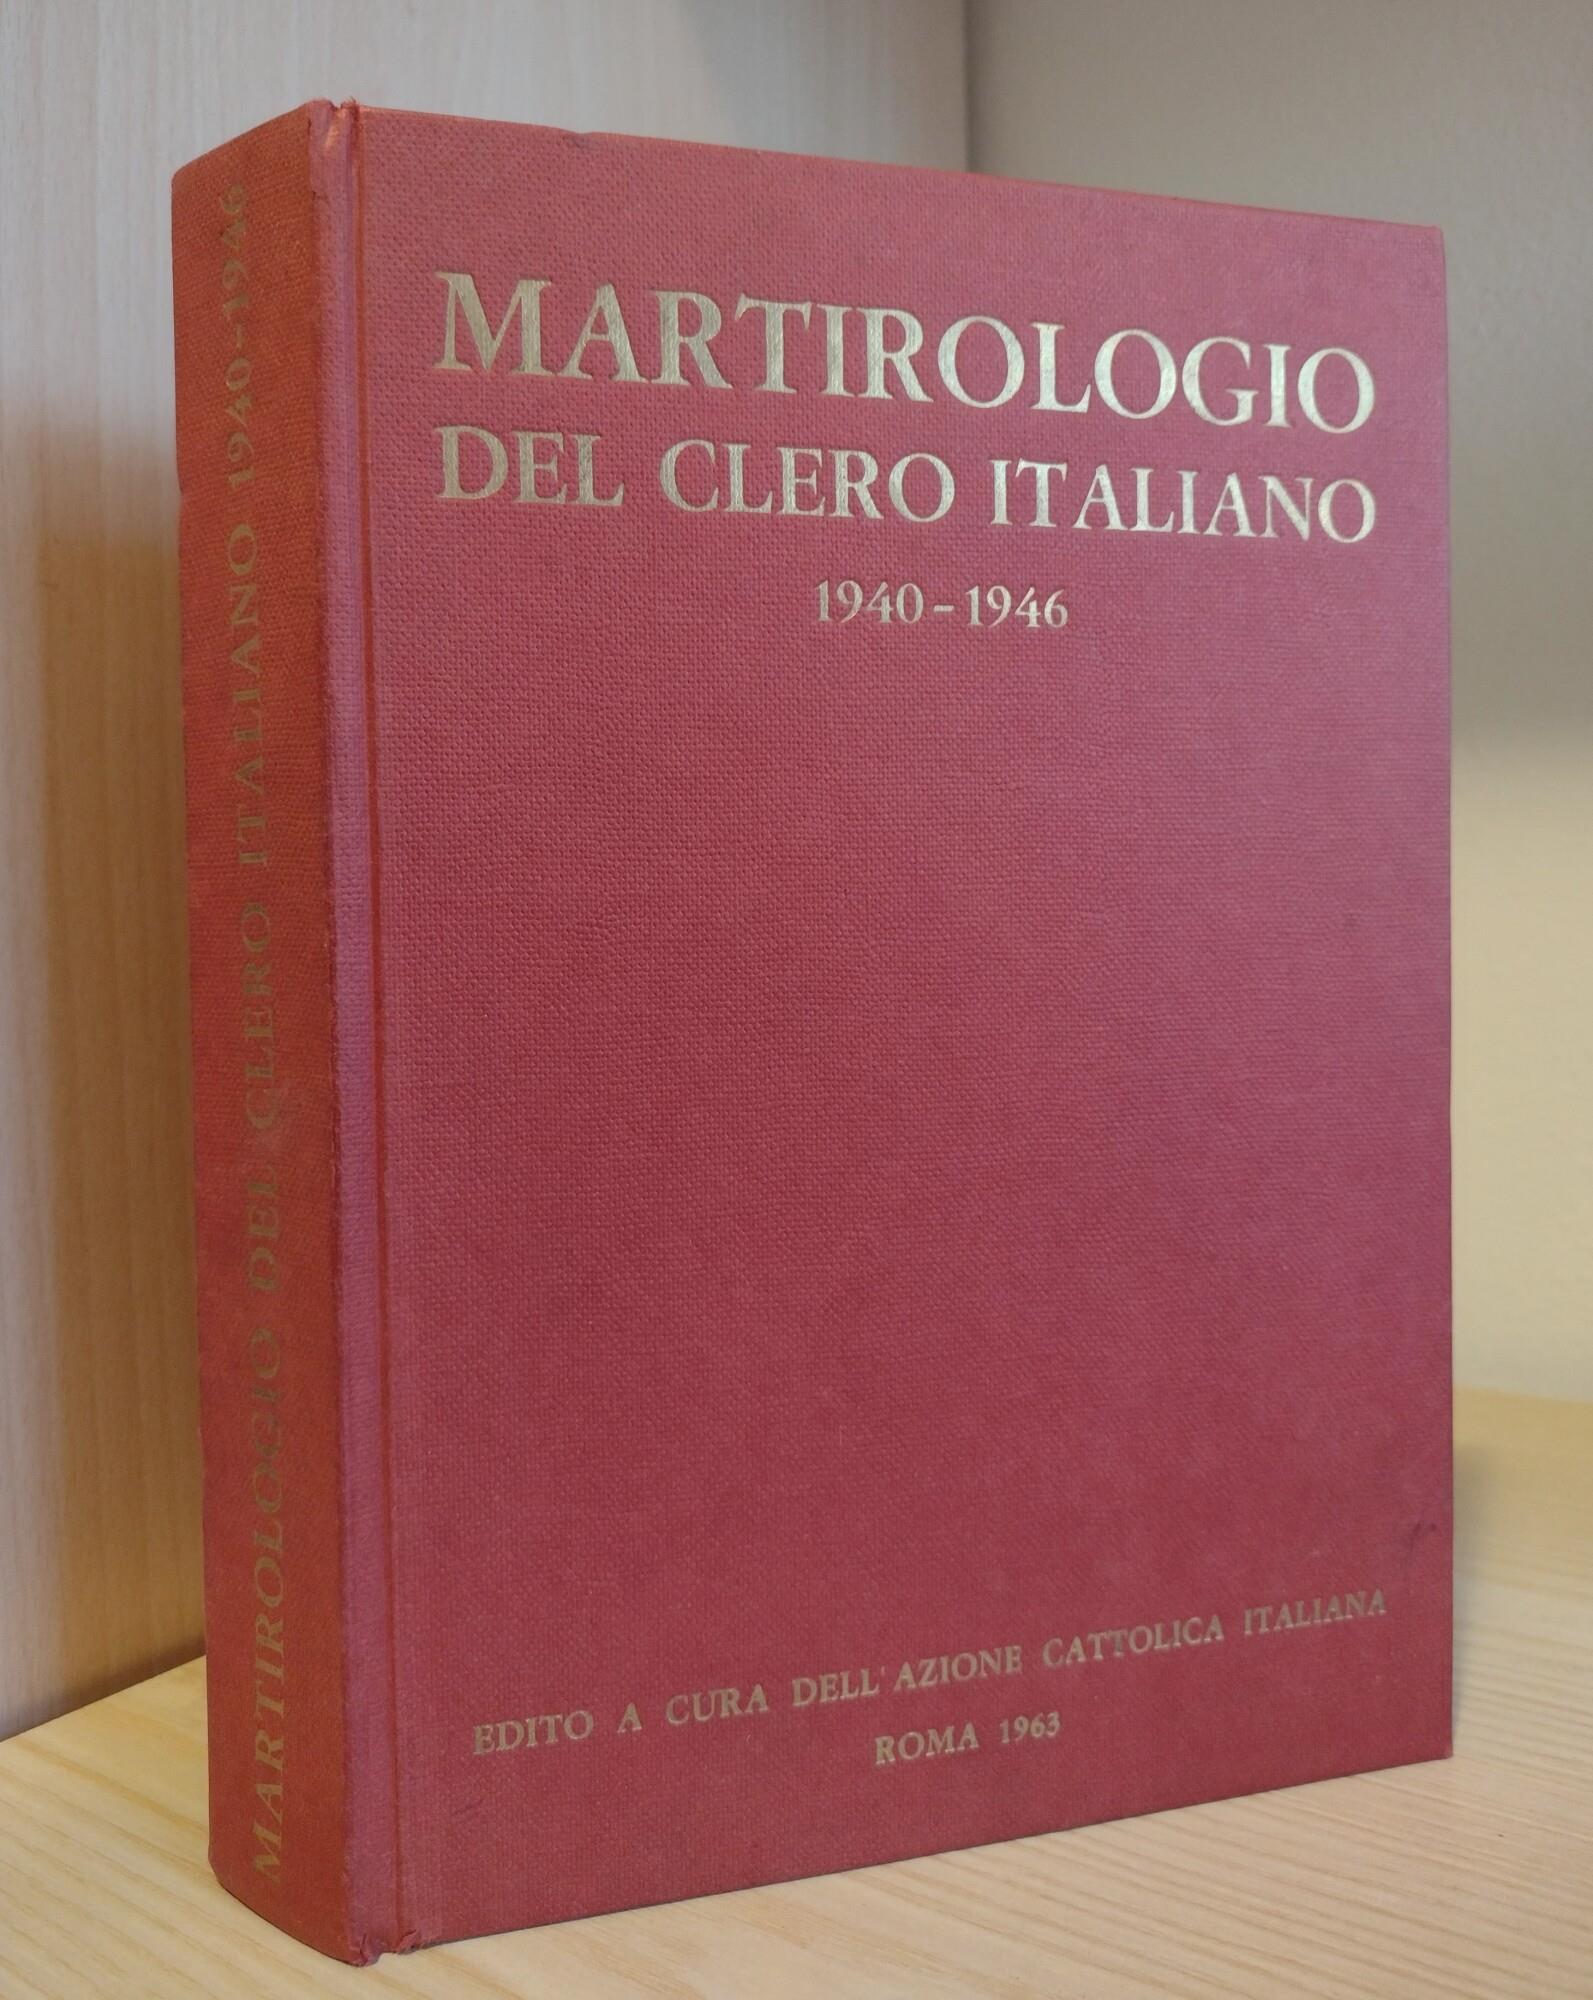 MARTIROLOGIO
DEL CLERO ITALIANO
1940-1946
EDITO A CURA DELL'AZIONE CATTOLICA ITALIANA
ROMA 1963
MARTIROLOGIO DEL CLERO ITALIANO 1940-1946